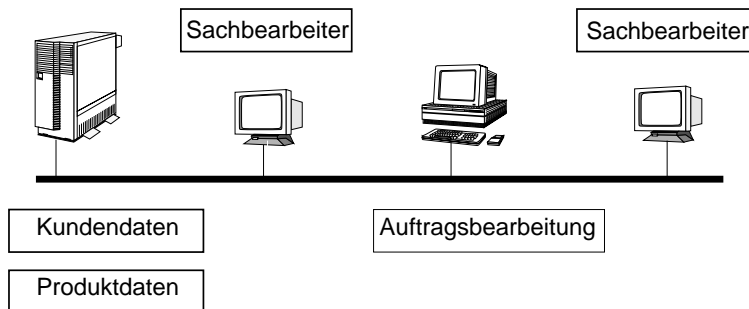 Sachbearbeiter
Sachbearbeiter
Kundendaten
Auftragsbearbeitung
Produktdaten